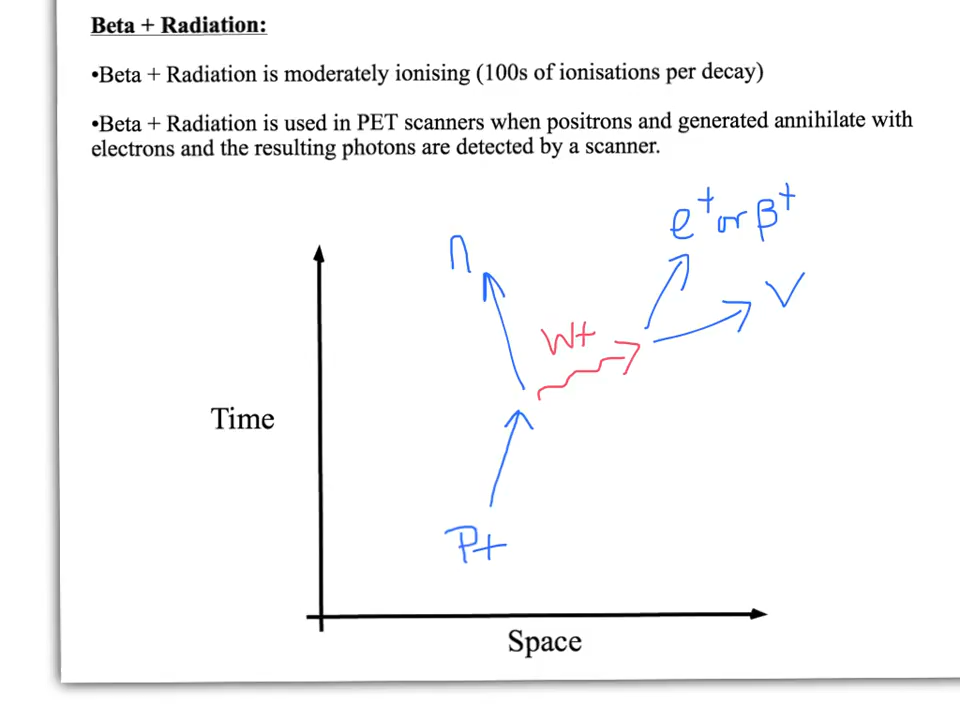 Beta + Radiation:
•Beta + Radiation is moderately ionising (100s of ionisations per decay)
•Beta + Radiation is used in PET scanners when positrons and generated annihilate with
electrons and the resulting photons are detected by a scanner.
e+ or β+
n
V
W+
Time
P+
Space